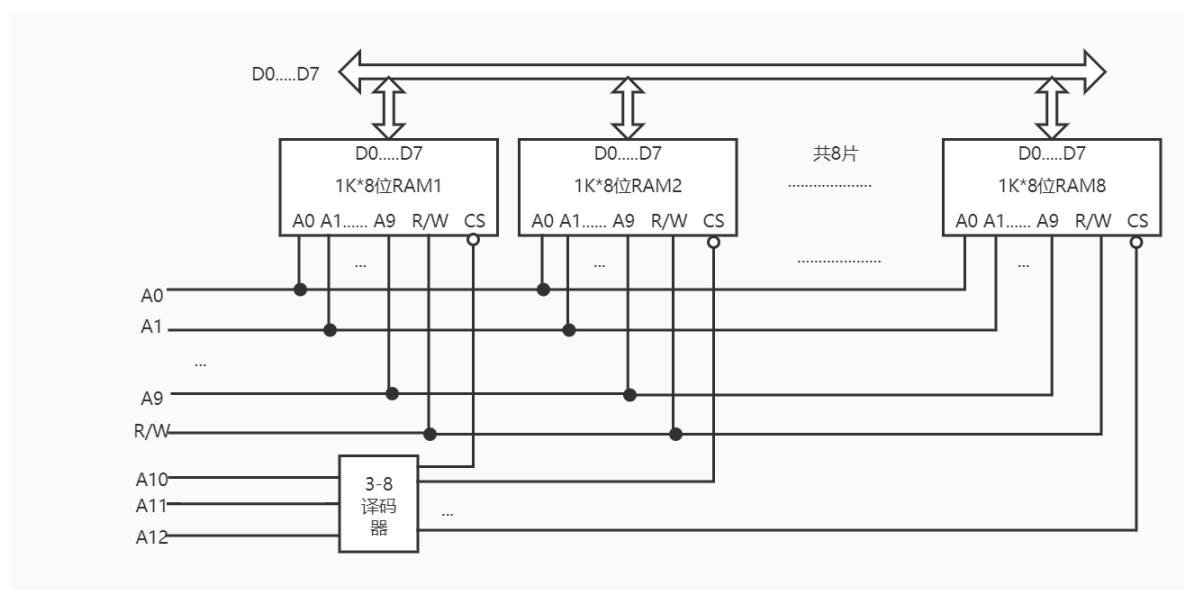 D0.....D7
D0.....D7
1K*8位RAM1
A0 A1...... A9 R/W CS
D0.....D7
1K*8位RAM2
A0 A1...... A9 R/W CS
共8片
....................
D0.....D7
1K*8位RAM8
A0 A1...... A9 R/W CS
...
...
....................
...
A0
A1
...
A9
R/W
A10
A11
A12
3-8
译码
器
...